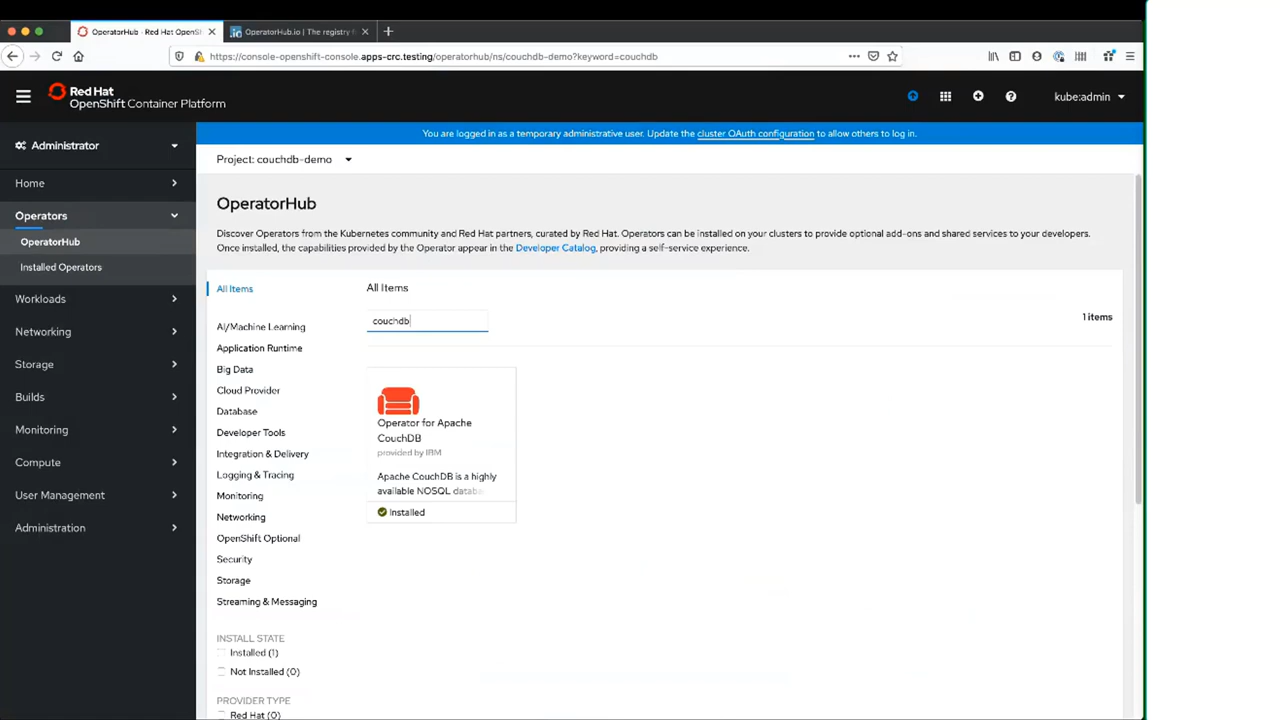 OperatorHub · Red Hat OpenSh
OperatorHub.io | The registry f
https://console-openshift-console.apps-crc.testing/operatorhub/ns/couchdb-demo?keyword=couchdb
Red Hat
OpenShift Container Platform
kube:admin
You are logged in as a temporary administrative user. Update the cluster OAuth configuration to allow others to log in.
Administrator
Project: couchdb-demo
Home
Operators
OperatorHub
Installed Operators
Workloads
Networking
Storage
Builds
Monitoring
Compute
User Management
Administration
OperatorHub
Discover Operators from the Kubernetes community and Red Hat partners, curated by Red Hat. Operators can be installed on your clusters to provide optional add-ons and shared services to your developers.
Once installed, the capabilities provided by the Operator appear in the Developer Catalog, providing a self-service experience.
All Items
AI/Machine Learning
Application Runtime
Big Data
Cloud Provider
Database
Developer Tools
Integration & Delivery
Logging & Tracing
Monitoring
Networking
OpenShift Optional
Security
Storage
Streaming & Messaging
INSTALL STATE
Installed (1)
Not Installed (0)
PROVIDER TYPE
Red Hat (0)
All Items
couchdb
1 items
Operator for Apache
CouchDB
provided by IBM
Apache CouchDB is a highly
available NOSQL databa
Installed